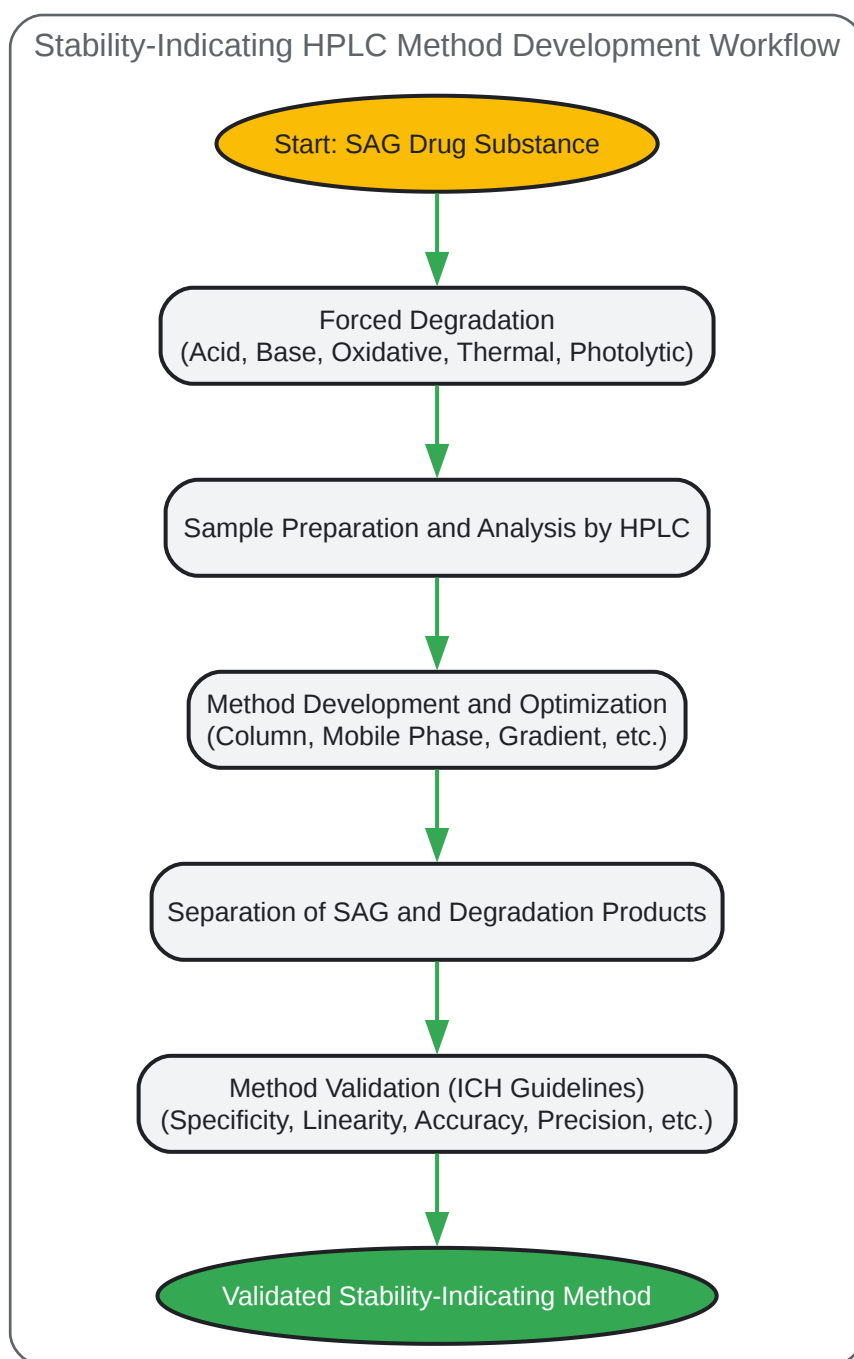 Stability-Indicating HPLC Method Development Workflow
Start: SAG Drug Substance
Forced Degradation
(Acid, Base, Oxidative, Thermal, Photolytic)
Sample Preparation and Analysis by HPLC
Method Development and Optimization
(Column, Mobile Phase, Gradient, etc.)
Separation of SAG and Degradation Products
Method Validation (ICH Guidelines)
(Specificity, Linearity, Accuracy, Precision, etc.)
Validated Stability-Indicating Method